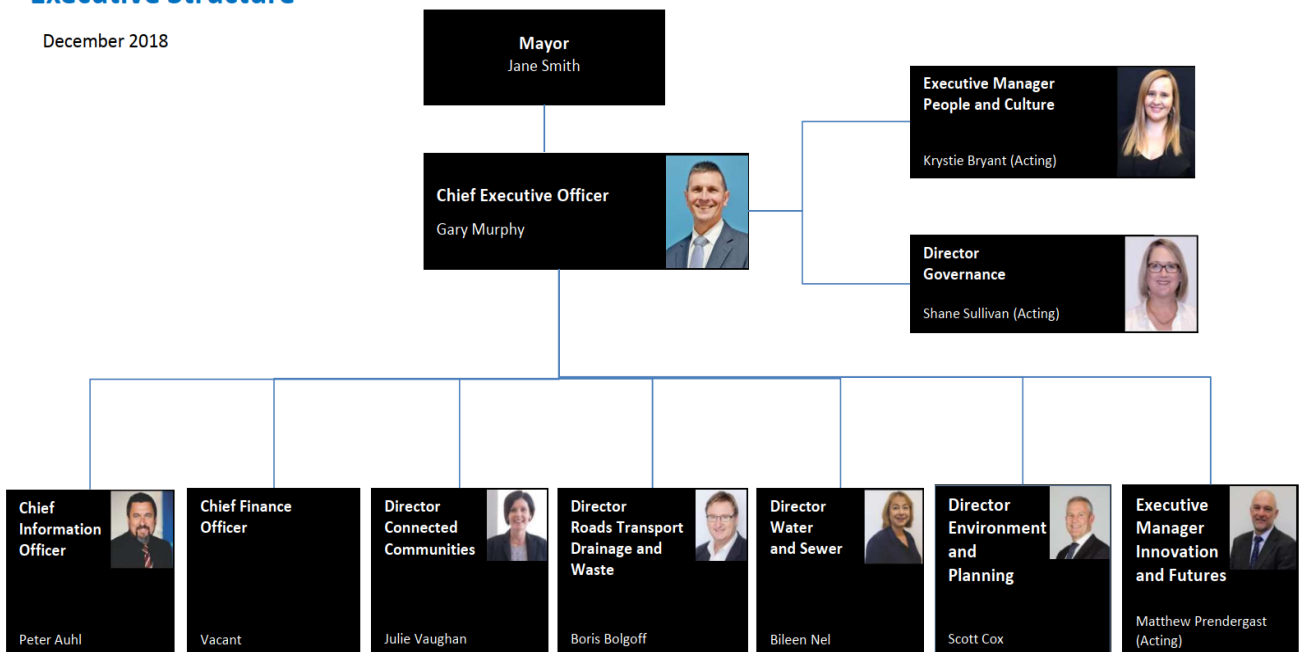 Executive Structure
December 2018
Mayor
Jane Smith
Executive Manager
People and Culture
Krystie Bryant (Acting)
Chief Executive Officer
Gary Murphy
Director
Governance
Shane Sullivan (Acting)
Chief
Information
Officer
Peter Auhl
Chief Finance
Officer
Vacant
Director
Connected
Communities
Julie Vaughan
Director
Roads Transport
Drainage and
Waste
Boris Bolgoff
Director
Water
and Sewer
Bileen Nel
Director
Environment
and
Planning
Scott Cox
Executive
Manager
Innovation
and Futures
Matthew Prendergast
(Acting)